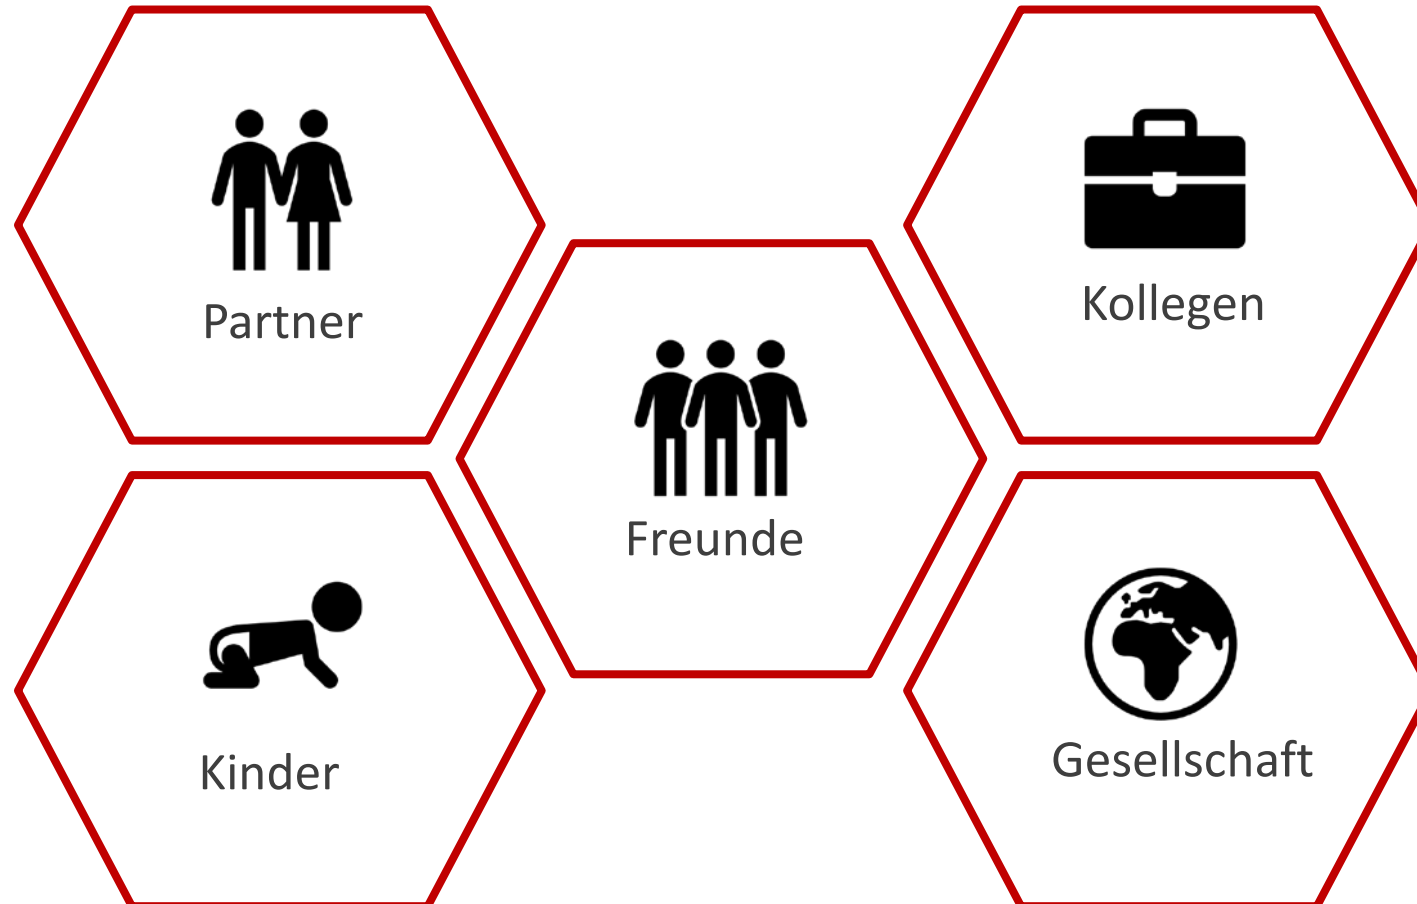 Partner
Kollegen
Freunde
Kinder
Gesellschaft